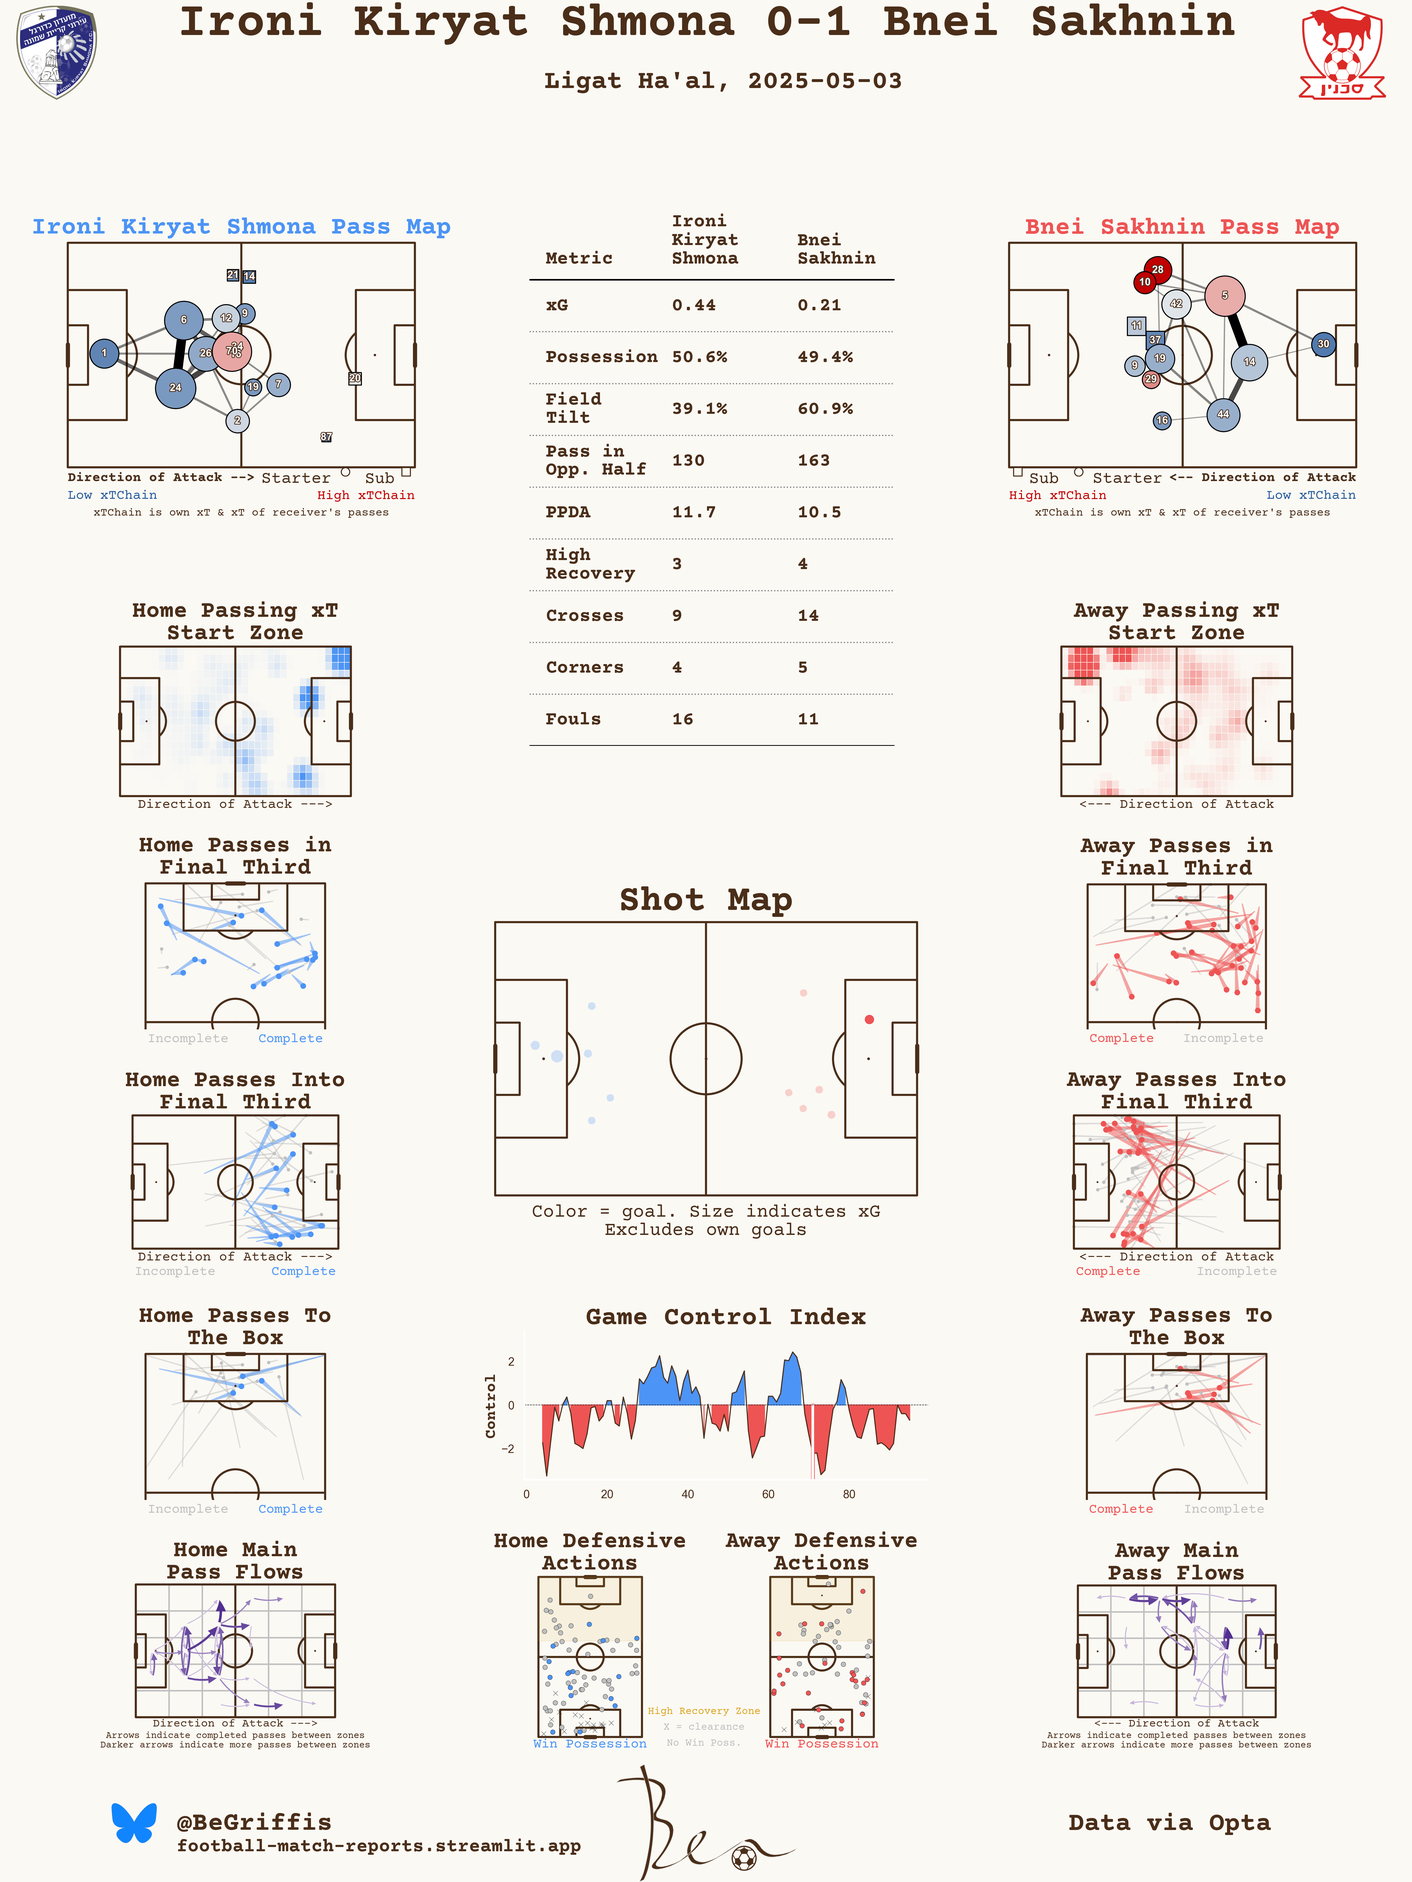 Ironi Kiryat Shmona 0-1 Bnei Sakhnin
Ligat Ha'al, 2025-05-03
מועדון כדורגל
עירוני קריית שמונה
סכנין
Ironi Kiryat Shmona Pass Map
21
14
6
12
9
1
26
24
19
7
20
2
87
Direction of Attack --> Starter Sub
Low xTChain High xTChain
xTChain is own xT & xT of receiver's passes
Metric Ironi Kiryat Shmona Bnei Sakhnin
xG 0.44 0.21
Possession 50.6% 49.4%
Field Tilt 39.1% 60.9%
Pass in Opp. Half 130 163
PPDA 11.7 10.5
High Recovery 3 4
Crosses 9 14
Corners 4 5
Fouls 16 11
Bnei Sakhnin Pass Map
28
10
5
42
11
37
30
19
9
14
29
16
44
Sub Starter <-- Direction of Attack
High xTChain Low xTChain
xTChain is own xT & xT of receiver's passes
Home Passing xT
Start Zone
Direction of Attack --->
Away Passing xT
Start Zone
<--- Direction of Attack
Home Passes in
Final Third
Incomplete Complete
Away Passes in
Final Third
Complete Incomplete
Shot Map
Color = goal. Size indicates xG
Excludes own goals
Home Passes Into
Final Third
Direction of Attack --->
Incomplete Complete
Away Passes Into
Final Third
<--- Direction of Attack
Complete Incomplete
Home Passes To
The Box
Incomplete Complete
Game Control Index
Control
2
0
−2
0 20 40 60 80
Away Passes To
The Box
Complete Incomplete
Home Main
Pass Flows
Direction of Attack --->
Arrows indicate completed passes between zones
Darker arrows indicate more passes between zones
Home Defensive
Actions
Win Possession
High Recovery Zone
X = clearance
No Win Poss.
Away Defensive
Actions
Win Possession
Away Main
Pass Flows
<--- Direction of Attack
Arrows indicate completed passes between zones
Darker arrows indicate more passes between zones
@BeGriffis
football-match-reports.streamlit.app
Ben
Data via Opta